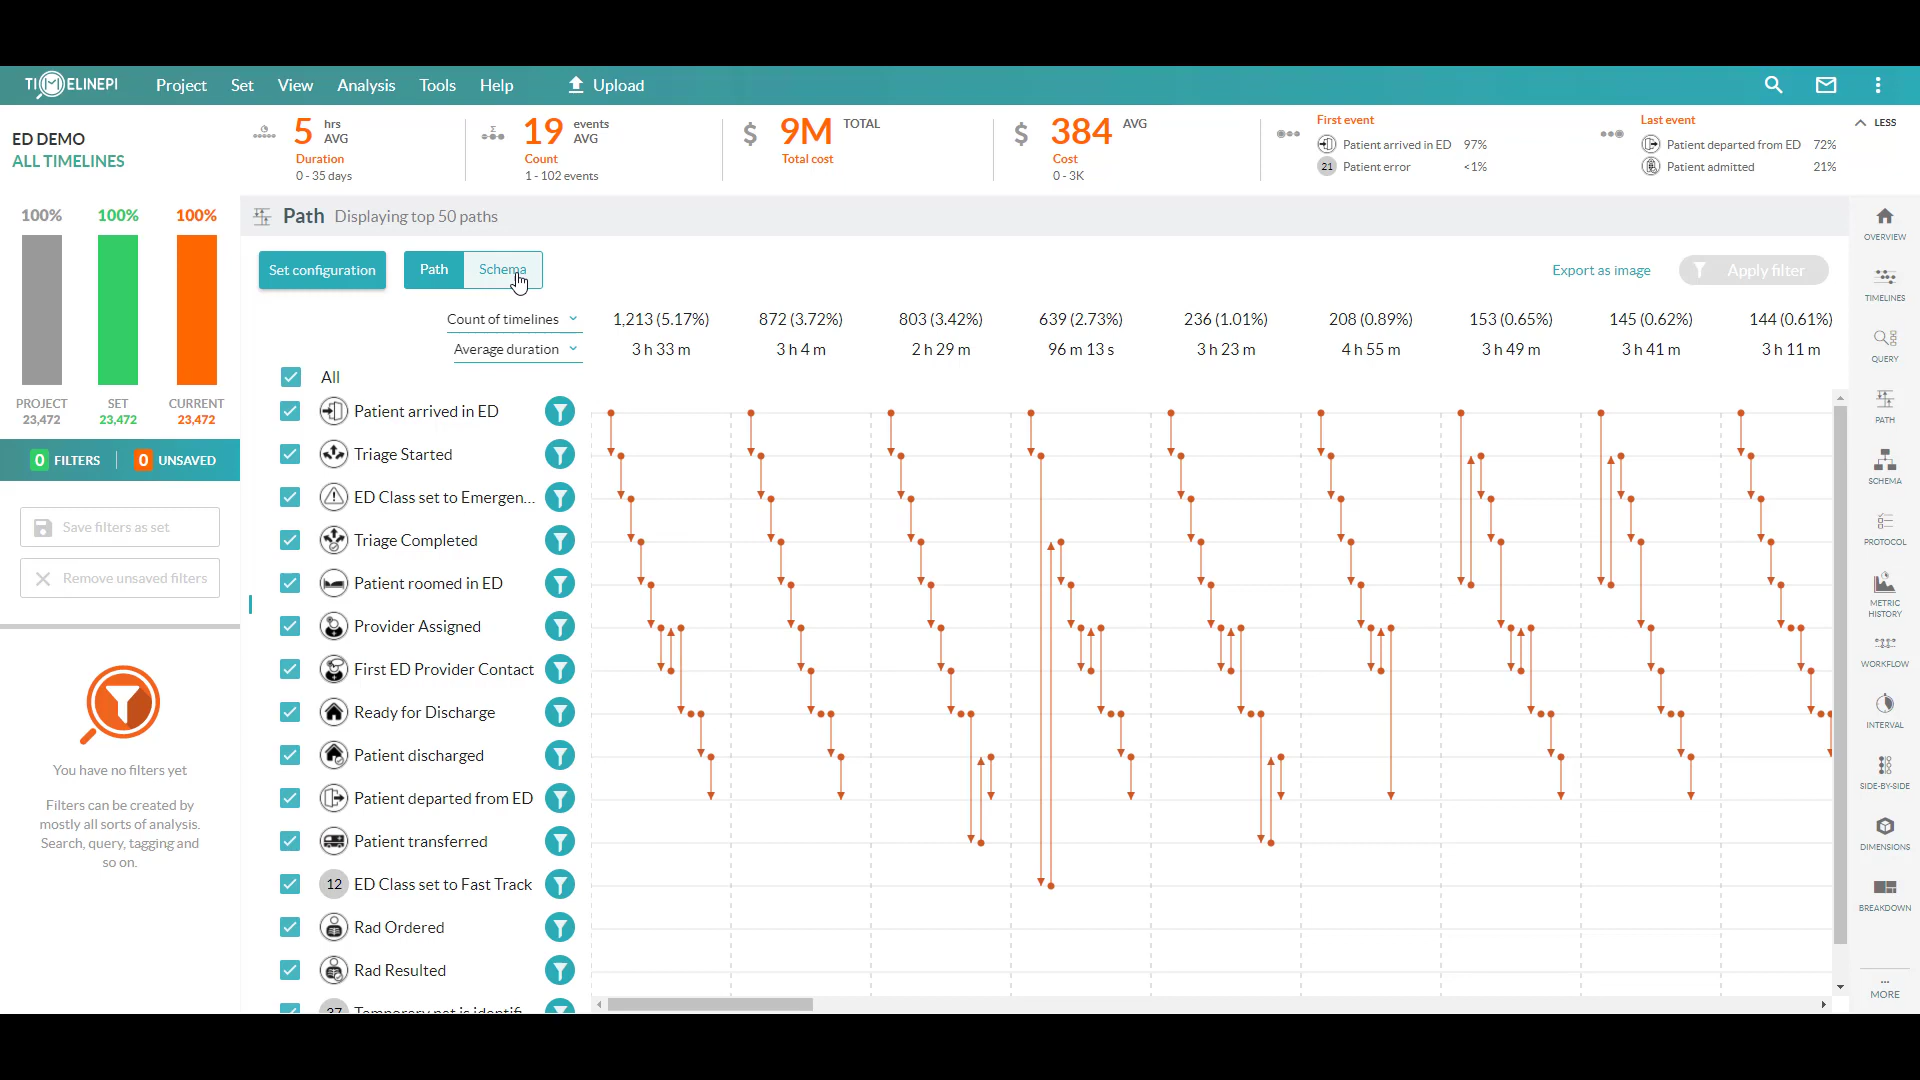 TIMELINEPI
Project Set View Analysis Tools Help Upload
ED DEMO
ALL TIMELINES
5 hrs AVG
Duration
0 - 35 days
19 events AVG
Count
1 - 102 events
$ 9M TOTAL
Total cost
$ 384 AVG
Cost
0 - 3K
First event
Patient arrived in ED 97%
21 Patient error <1%
Last event
Patient departed from ED 72%
Patient admitted 21%
LESS
100% 100% 100%
PROJECT SET CURRENT
23,472 23,472 23,472
0 FILTERS 0 UNSAVED
Save filters as set
Remove unsaved filters
You have no filters yet
Filters can be created by
mostly all sorts of analysis.
Search, query, tagging and
so on.
Path Displaying top 50 paths
Set configuration Path Schema Export as image Apply filter
Count of timelines 1,213 (5.17%) 872 (3.72%) 803 (3.42%) 639 (2.73%) 236 (1.01%) 208 (0.89%) 153 (0.65%) 145 (0.62%) 144 (0.61%)
Average duration 3 h 33 m 3 h 4 m 2 h 29 m 96 m 13 s 3 h 23 m 4 h 55 m 3 h 49 m 3 h 41 m 3 h 11 m
All
Patient arrived in ED
Triage Started
ED Class set to Emergen...
Triage Completed
Patient roomed in ED
Provider Assigned
First ED Provider Contact
Ready for Discharge
Patient discharged
Patient departed from ED
Patient transferred
12 ED Class set to Fast Track
Rad Ordered
Rad Resulted
OVERVIEW
TIMELINES
QUERY
PATH
SCHEMA
PROTOCOL
METRIC
HISTORY
WORKFLOW
INTERVAL
SIDE-BY-SIDE
DIMENSIONS
BREAKDOWN
...
MORE